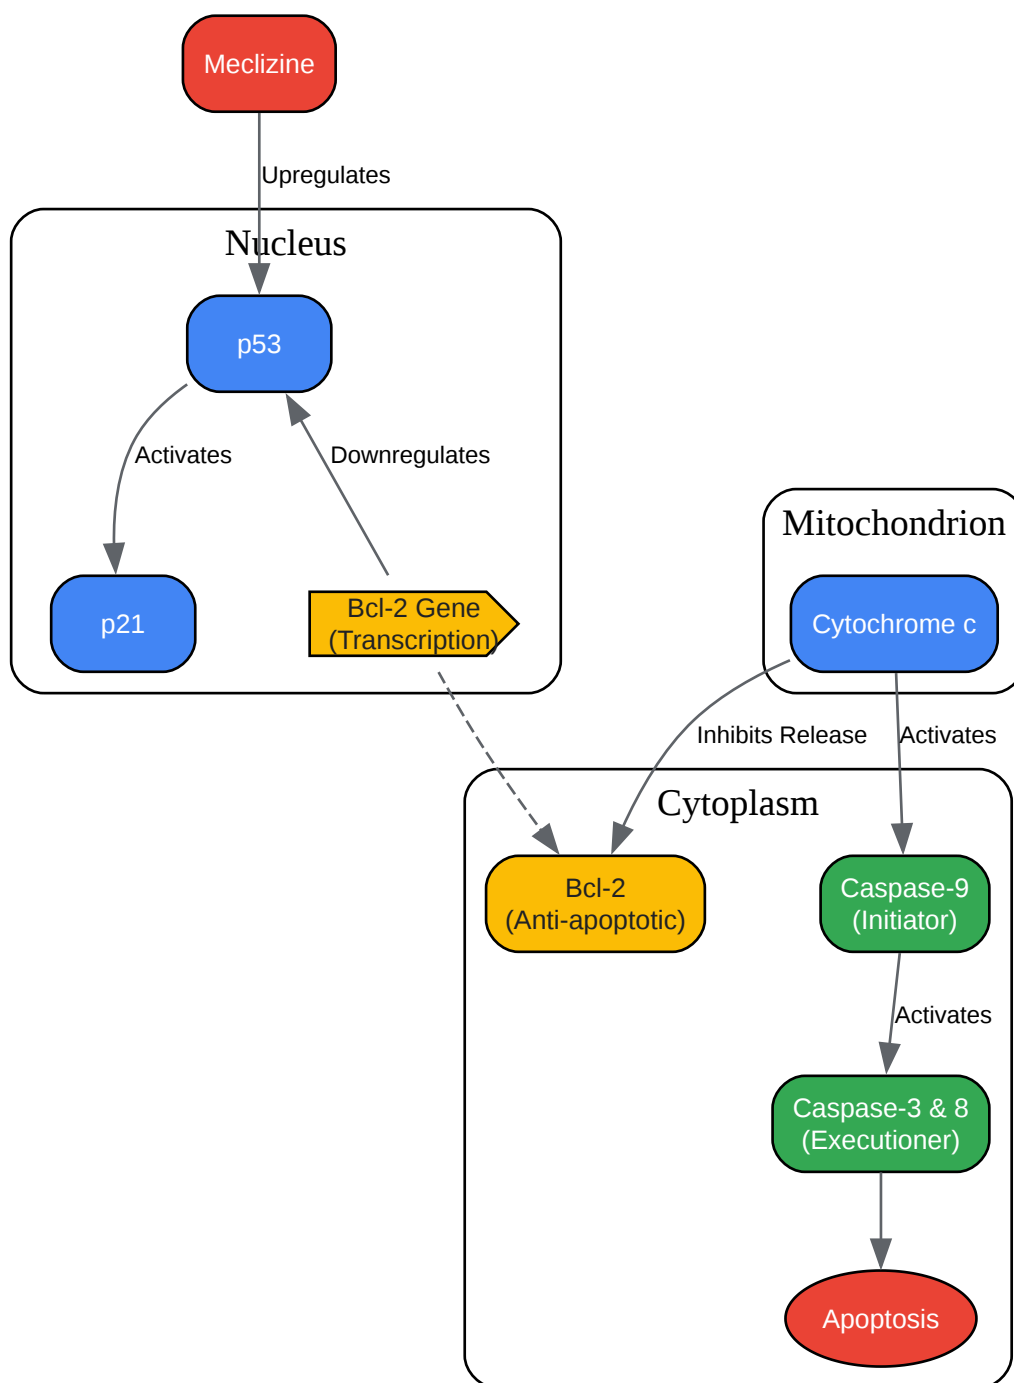 Meclizine
Upregulates
Nucleus
p53
Activates
Downregulates
p21
Bcl-2 Gene
(Transcription)
Mitochondrion
Cytochrome c
Inhibits Release
Activates
Cytoplasm
Bcl-2
(Anti-apoptotic)
Caspase-9
(Initiator)
Activates
Caspase-3 & 8
(Executioner)
Apoptosis